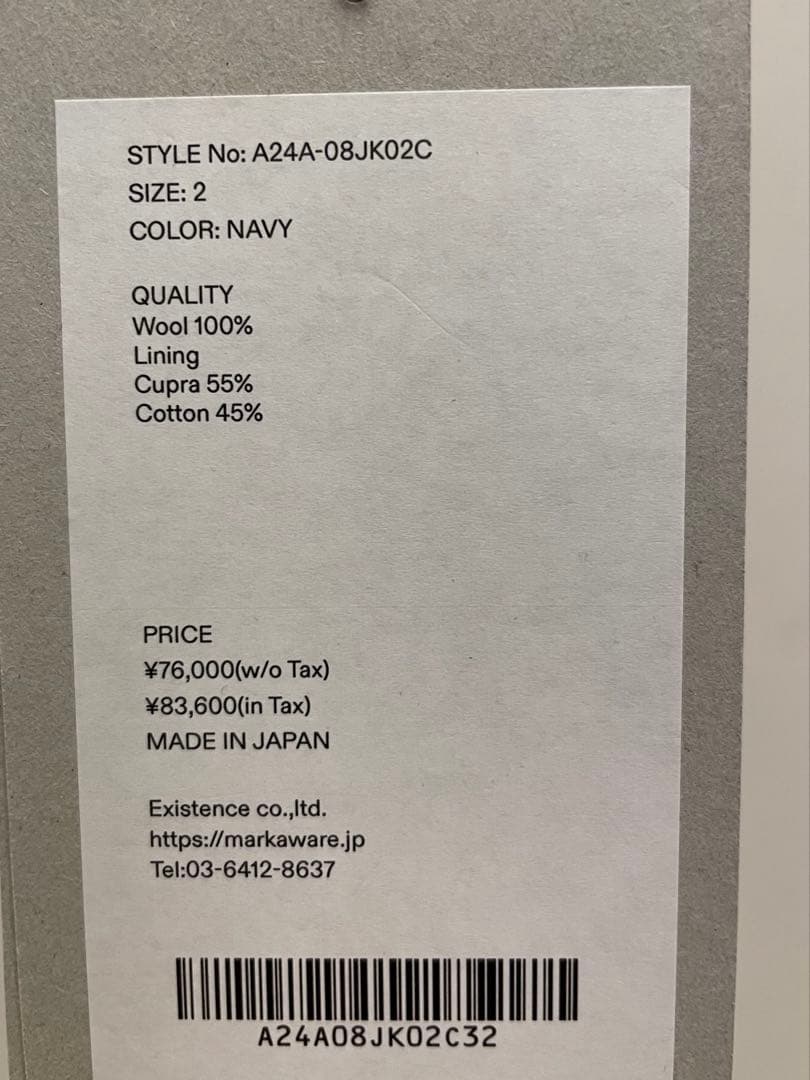 STYLE No: A24A-08JK02C
SIZE: 2
COLOR: NAVY
QUALITY
Wool 100%
Lining
Cupra 55%
Cotton 45%
PRICE
¥76,000(w/o Tax)
¥83,600(in Tax)
MADE IN JAPAN
Existence co.,ltd.
https://markaware.jp
Tel:03-6412-8637
A24A08JK02C32